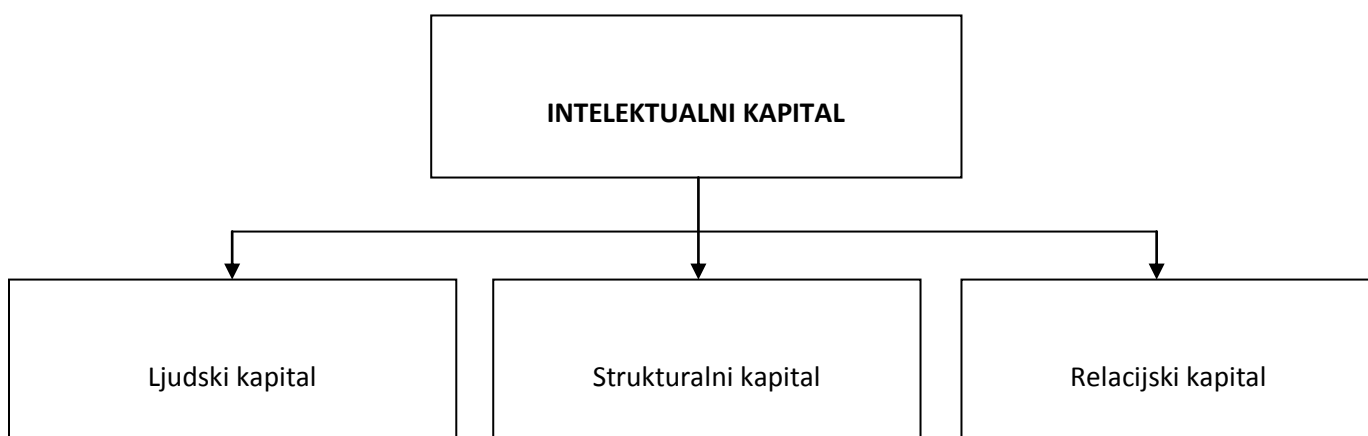 INTELEKTUALNI KAPITAL
Ljudski kapital
Strukturalni kapital
Relacijski kapital